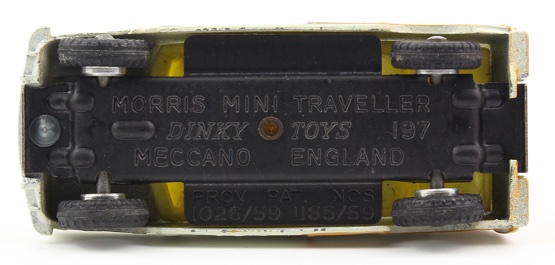 MORRIS MINI TRAVELLER
DINKY TOYS 197
MECCANO ENGLAND
PROV. PAT. NOS
1026/59 1185/59